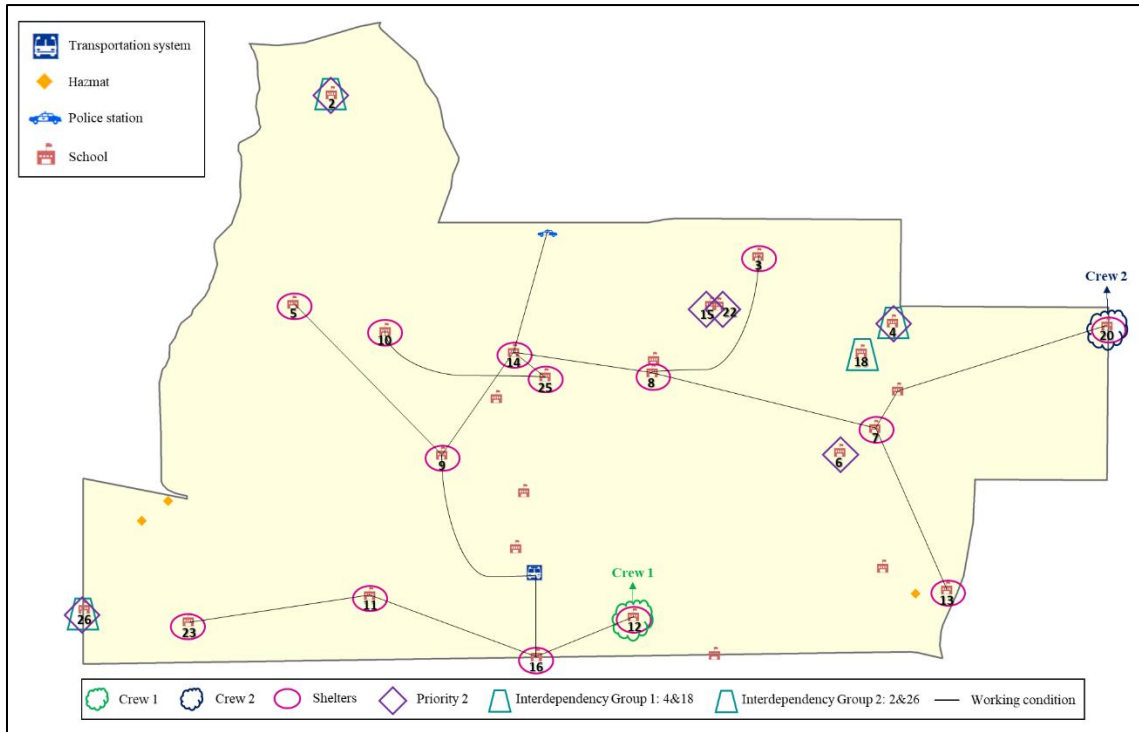 Transportation system
Hazmat
Police station
School
2
3
Crew 2
5
15
22
4
20
10
14
18
25
8
7
9
6
Crew 1
26
11
13
23
12
16
Crew 1
Crew 2
Shelters
Priority 2
Interdependency Group 1: 4&18
Interdependency Group 2: 2&26
Working condition